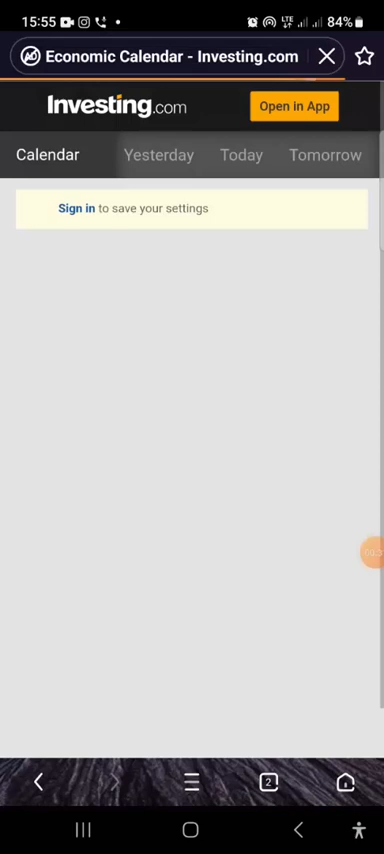 15:55
LTE
84%
Economic Calendar - Investing.com
Investing.com
Open in App
Calendar Yesterday Today Tomorrow
Sign in to save your settings
2